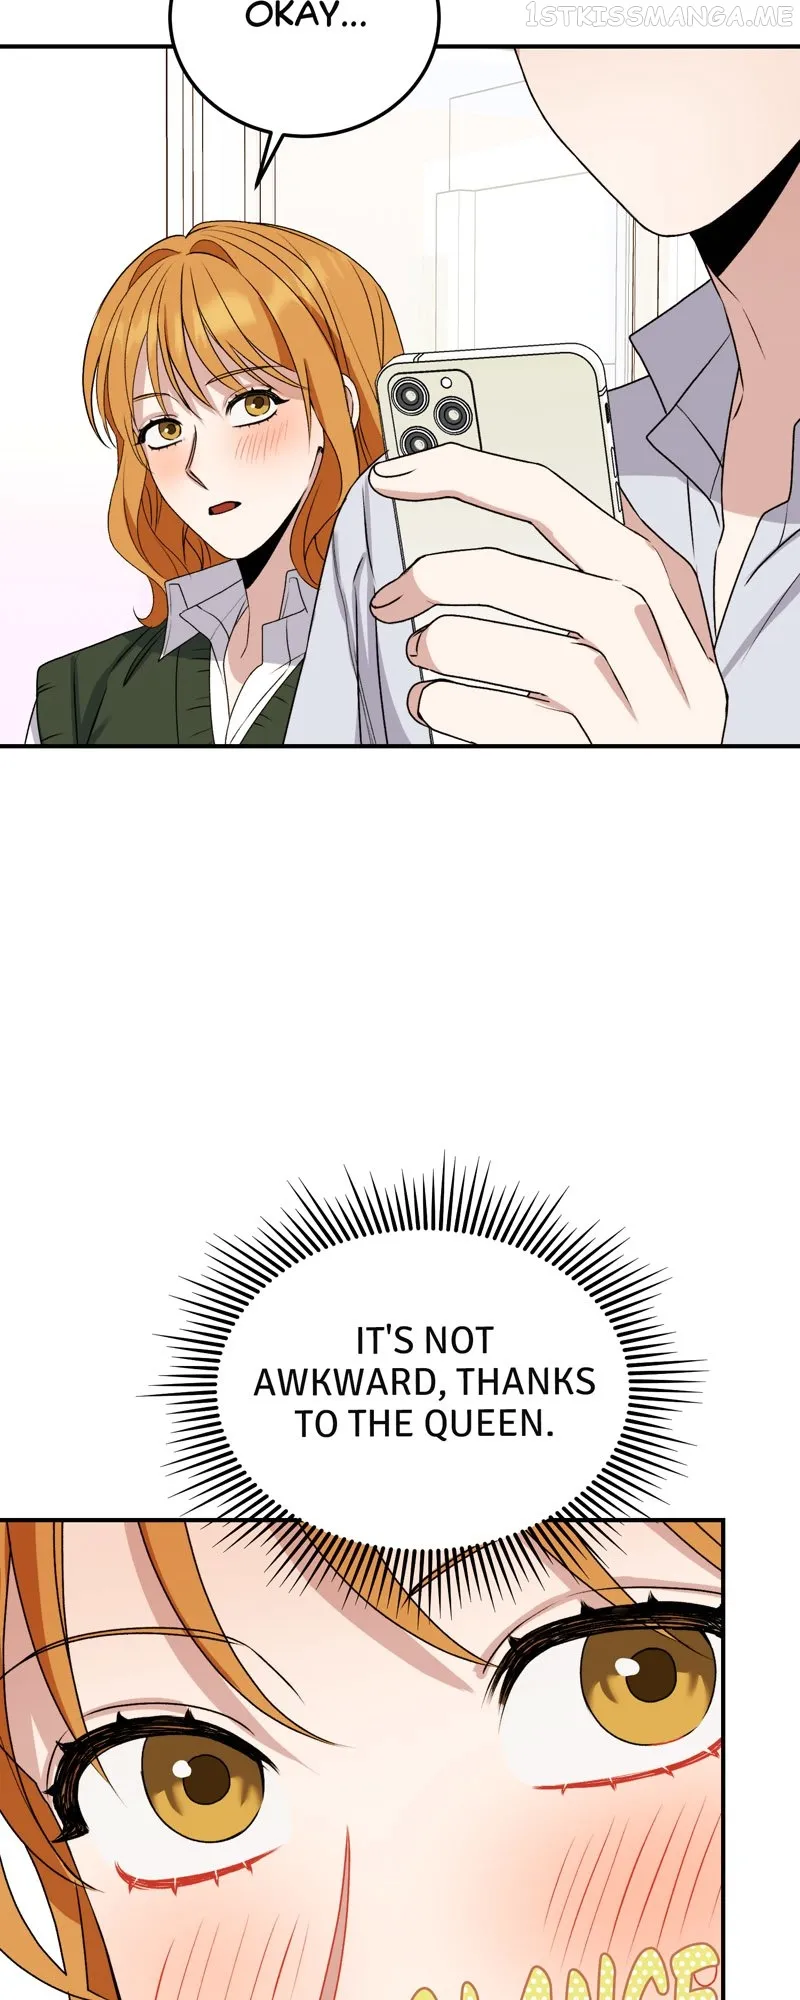 OKAY...
1STKISSMANGA.ME
IT'S NOT
AWKWARD, THANKS
TO THE QUEEN.